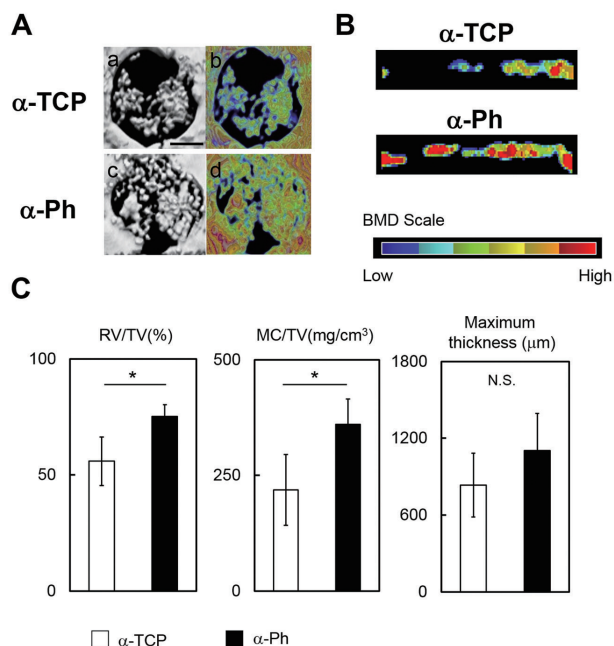 A
B
α-TCP
a
b
α-TCP
α-Ph
c
d
α-Ph
BMD Scale
Low
High
C
RV/TV(%)
MC/TV(mg/cm³)
Maximum
thickness (μm)
100
50
0
*
500
250
0
*
1800
1200
600
0
N.S.
α-TCP
α-Ph